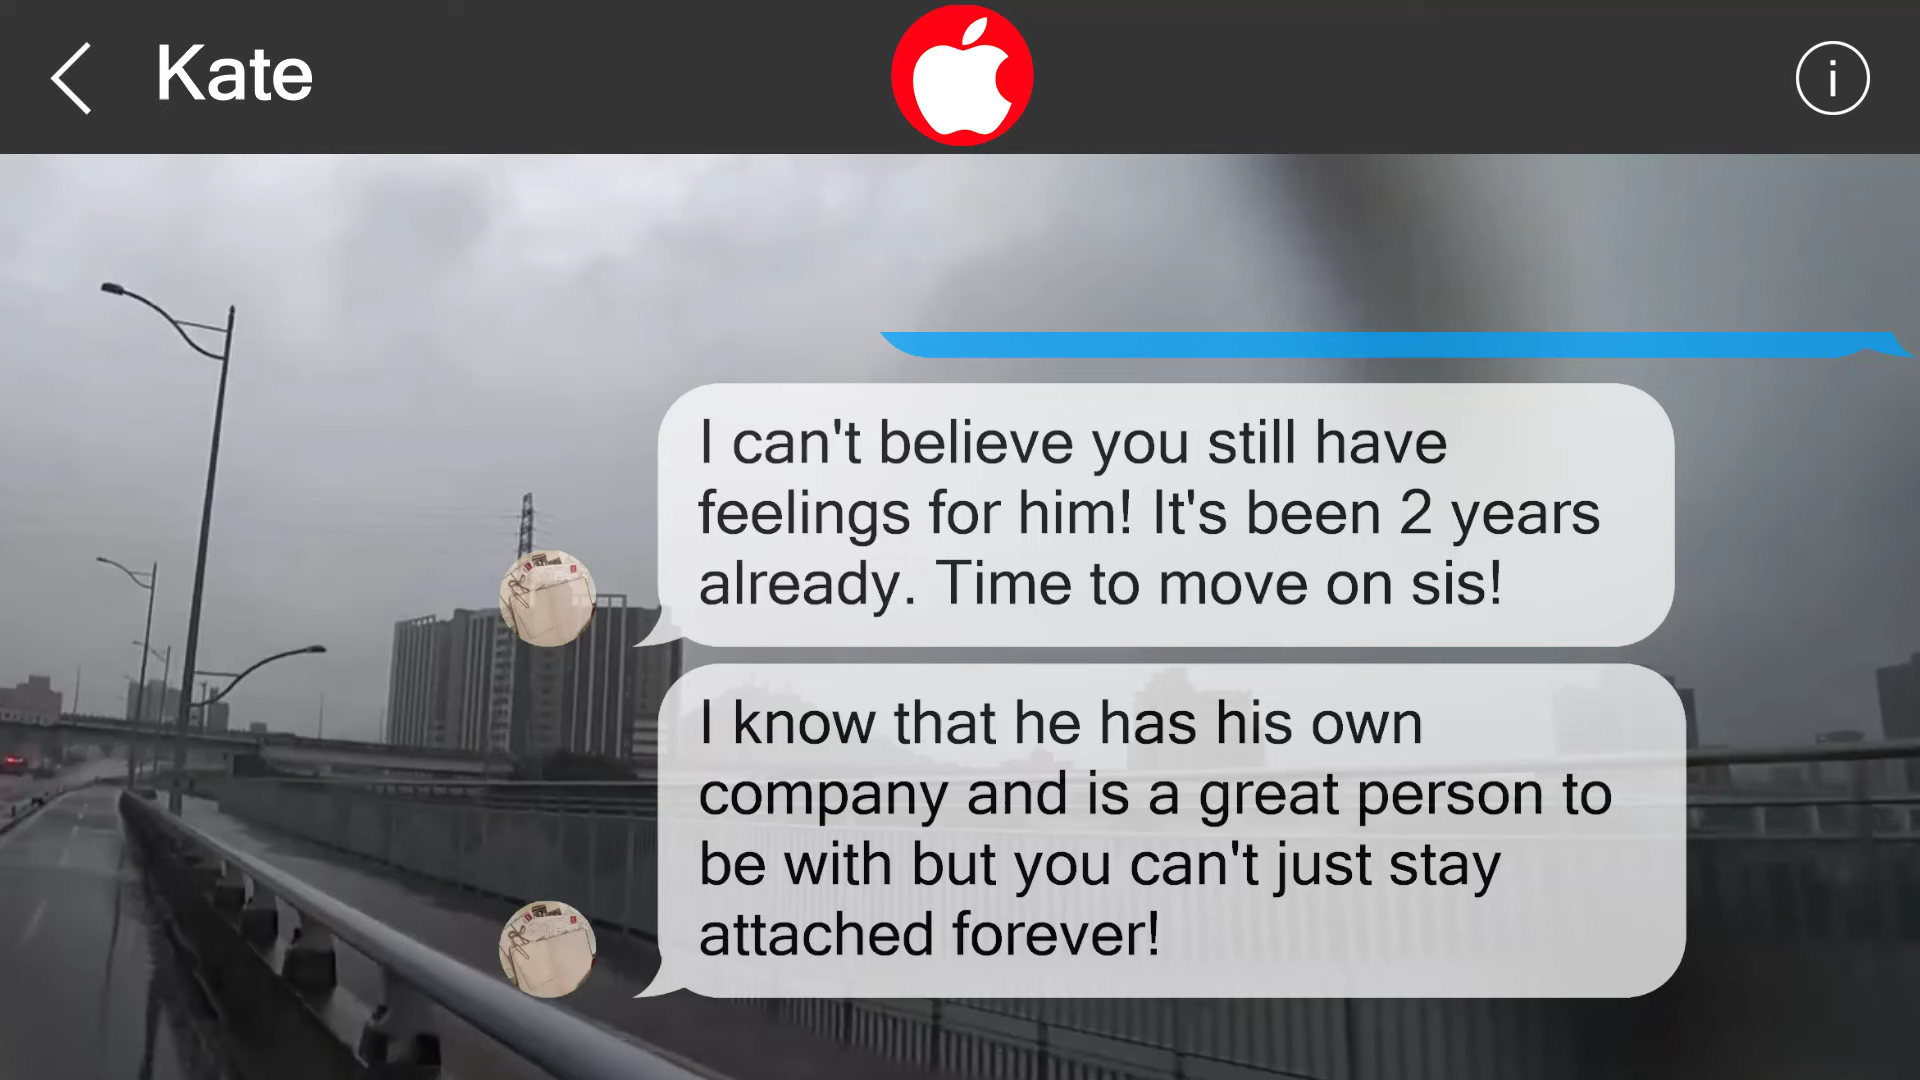 Kate
I can't believe you still have
feelings for him! It's been 2 years
already. Time to move on sis!
I know that he has his own
company and is a great person to
be with but you can't just stay
attached forever!